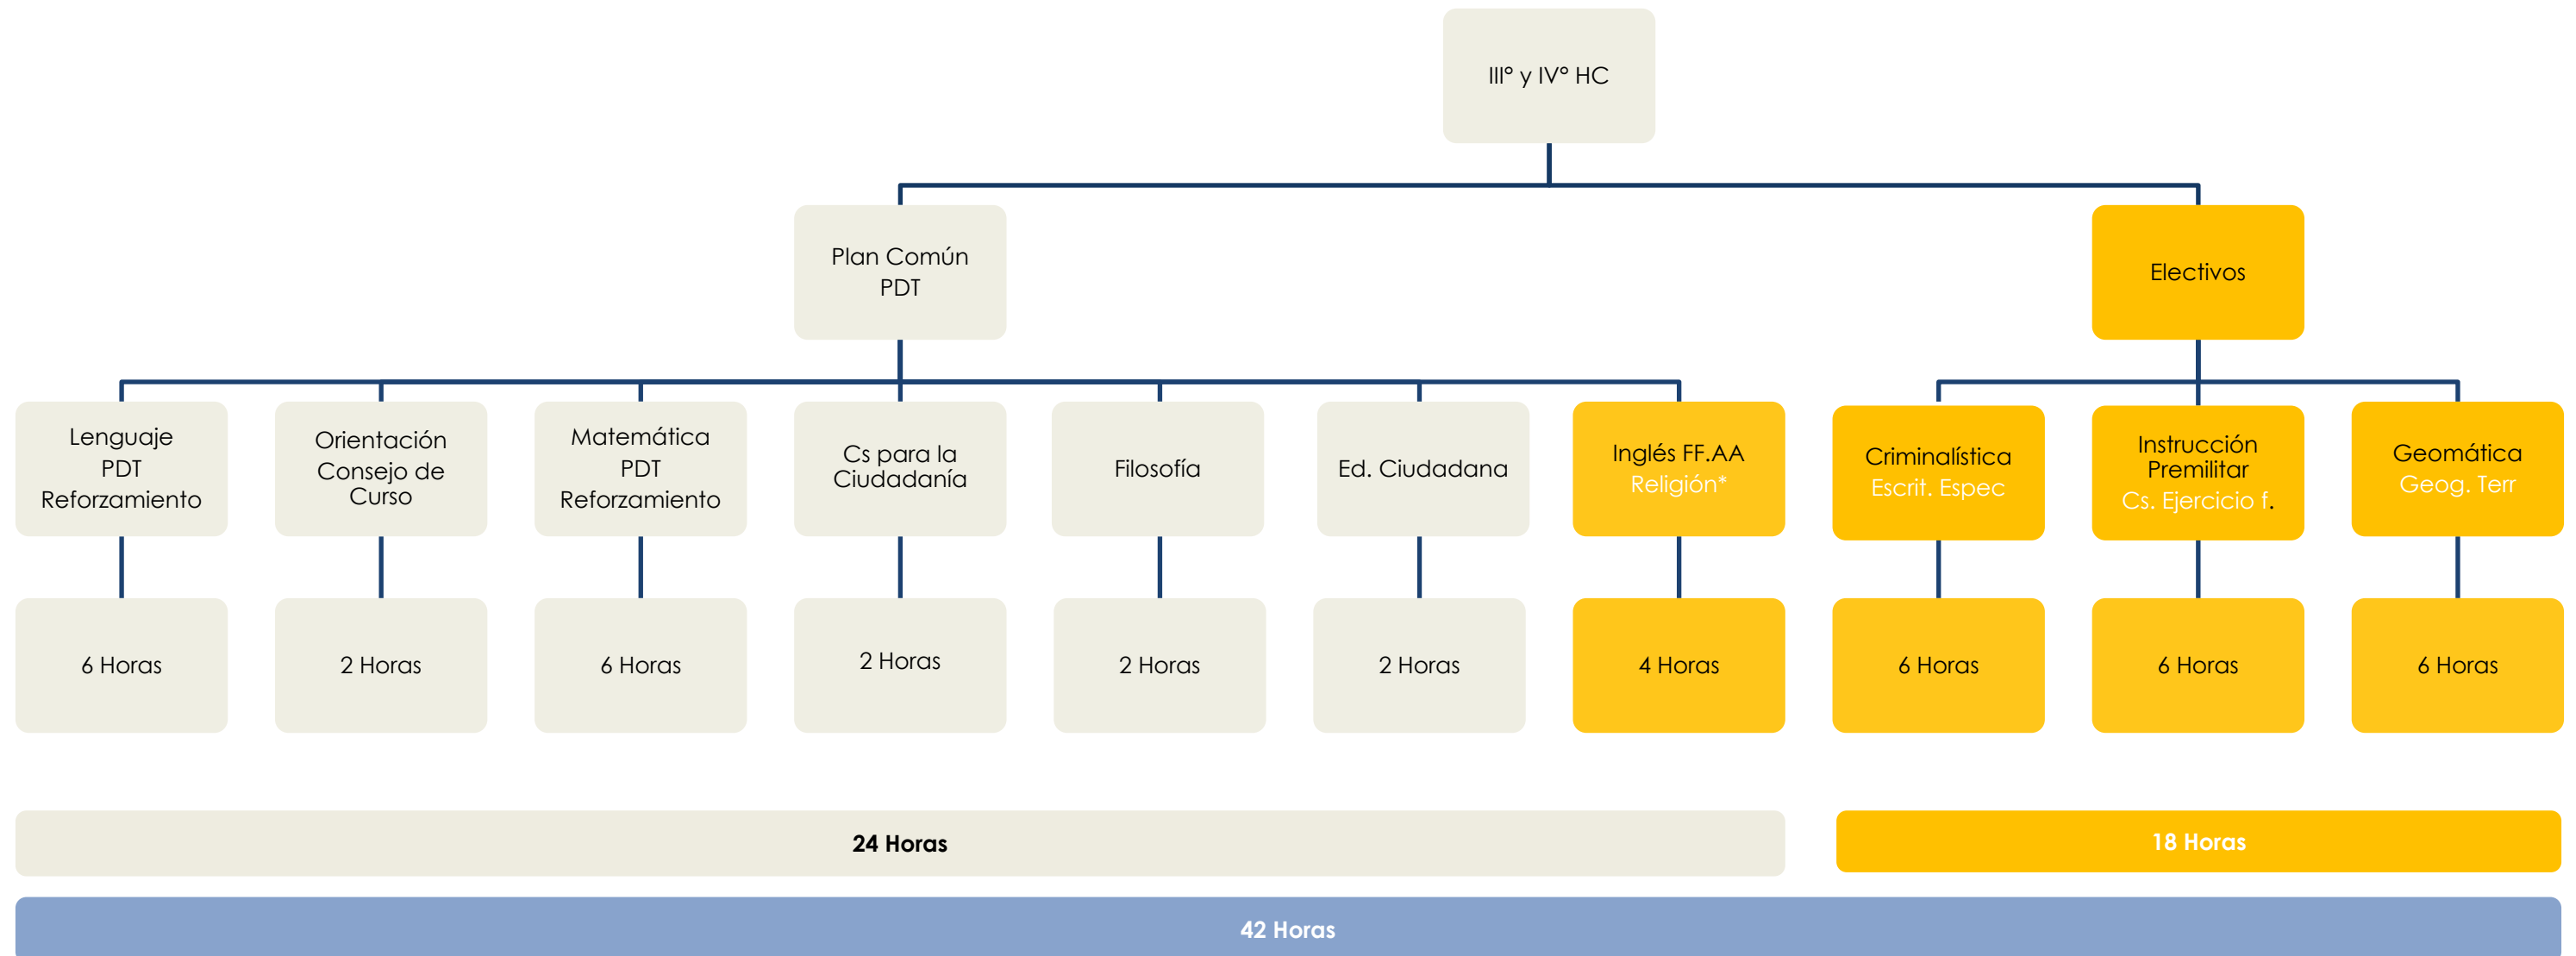 III° y IV° HC
Plan Común
PDT
Electivos
Lenguaje
PDT
Reforzamiento
Orientación
Consejo de
Curso
Matemática
PDT
Reforzamiento
Cs para la
Ciudadanía
Filosofía
Ed. Ciudadana
Inglés FF.AA
Religión*
Criminalística
Escrit. Espec
Instrucción
Premilitar
Cs. Ejercicio f.
Geomática
Geog. Terr
6 Horas
2 Horas
6 Horas
2 Horas
2 Horas
2 Horas
4 Horas
6 Horas
6 Horas
6 Horas
24 Horas
18 Horas
42 Horas